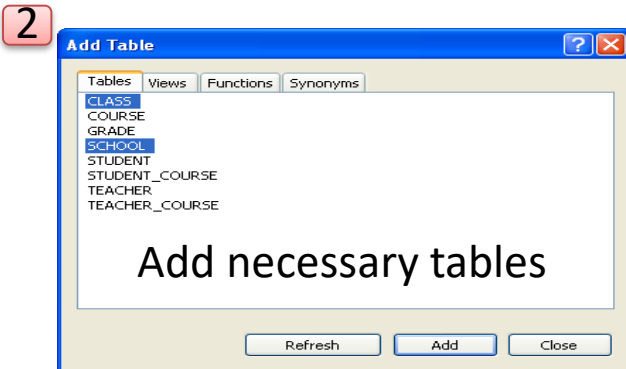 2
Add Table
Tables Views Functions Synonyms
CLASS
COURSE
GRADE
SCHOOL
STUDENT
STUDENT_COURSE
TEACHER
TEACHER_COURSE
Add necessary tables
Refresh Add Close